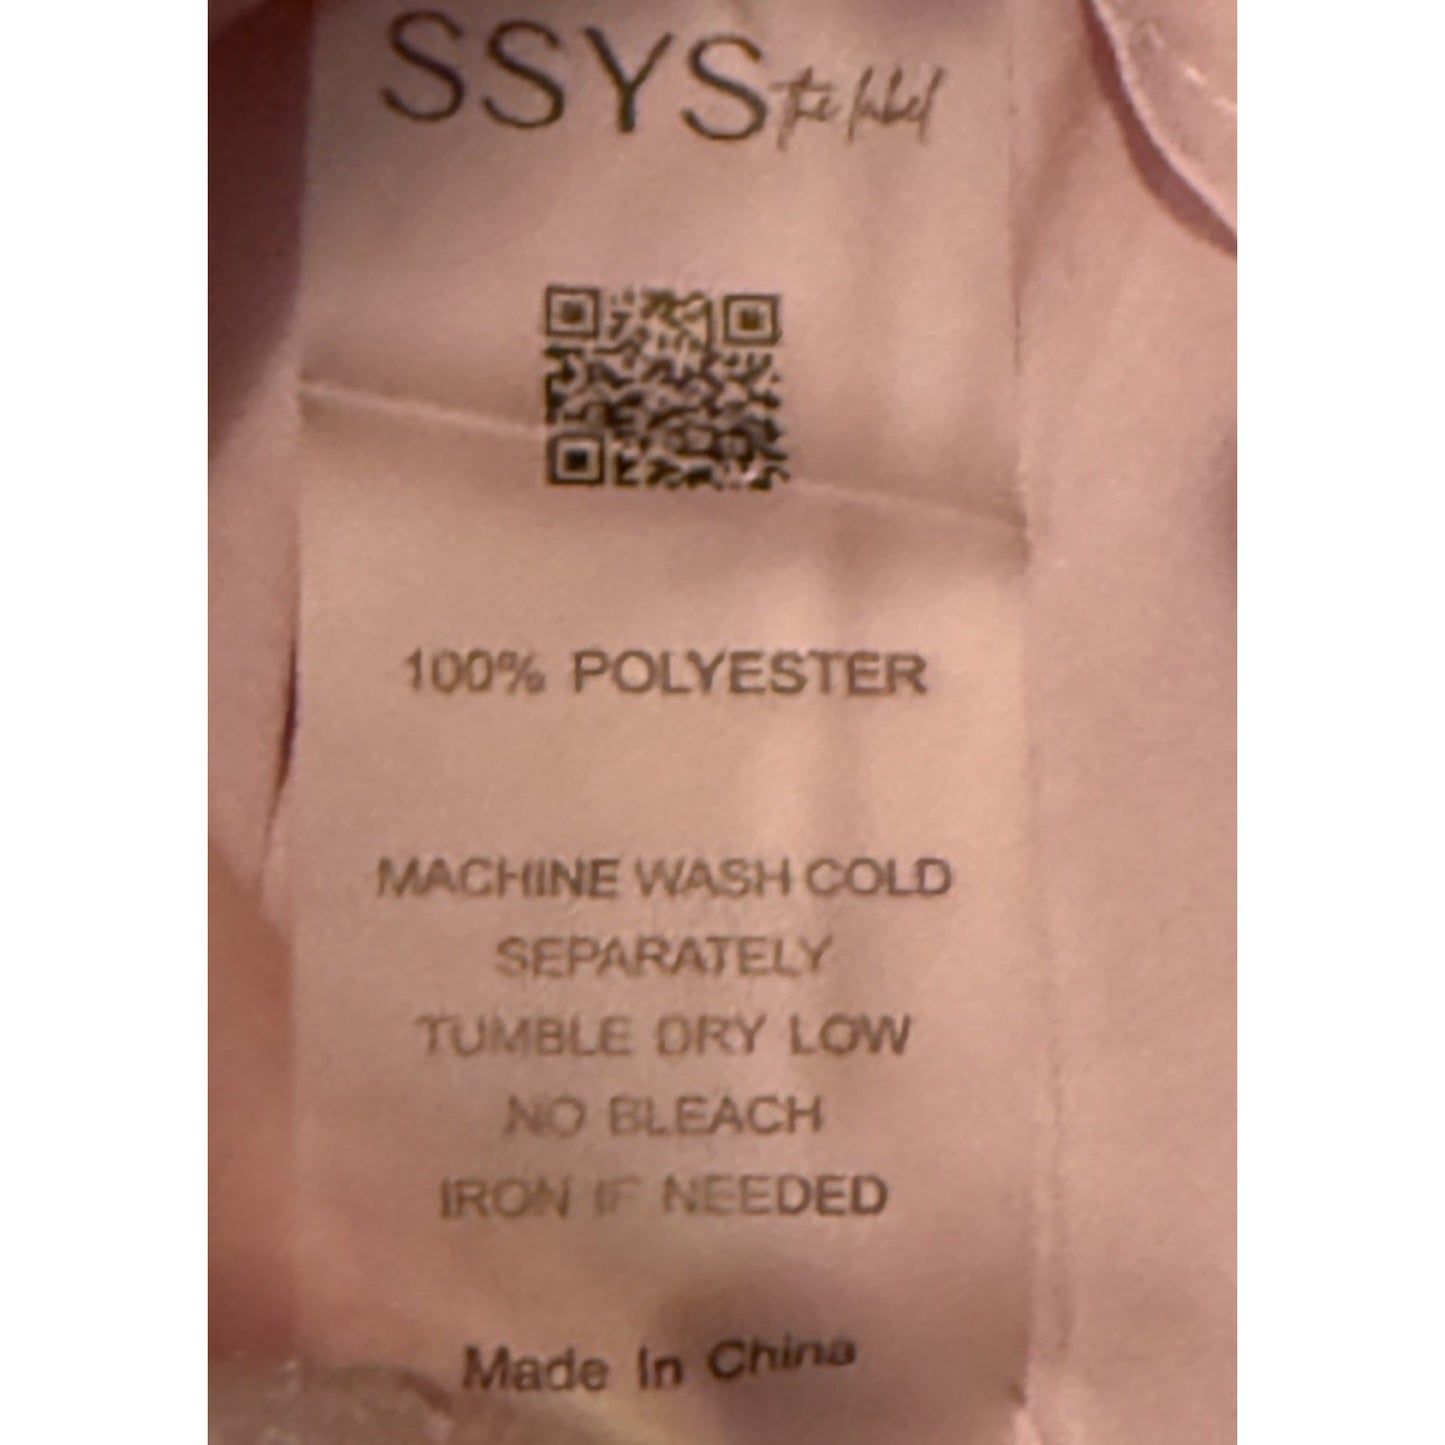 SSYS the label
100% POLYESTER
MACHINE WASH COLD
SEPARATELY
TUMBLE DRY LOW
NO BLEACH
IRON IF NEEDED
Made In China